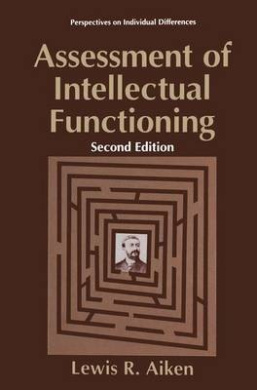 Perspectives on Individual Differences
Assessment of
Intellectual
Functioning
Second Edition
Lewis R. Aiken